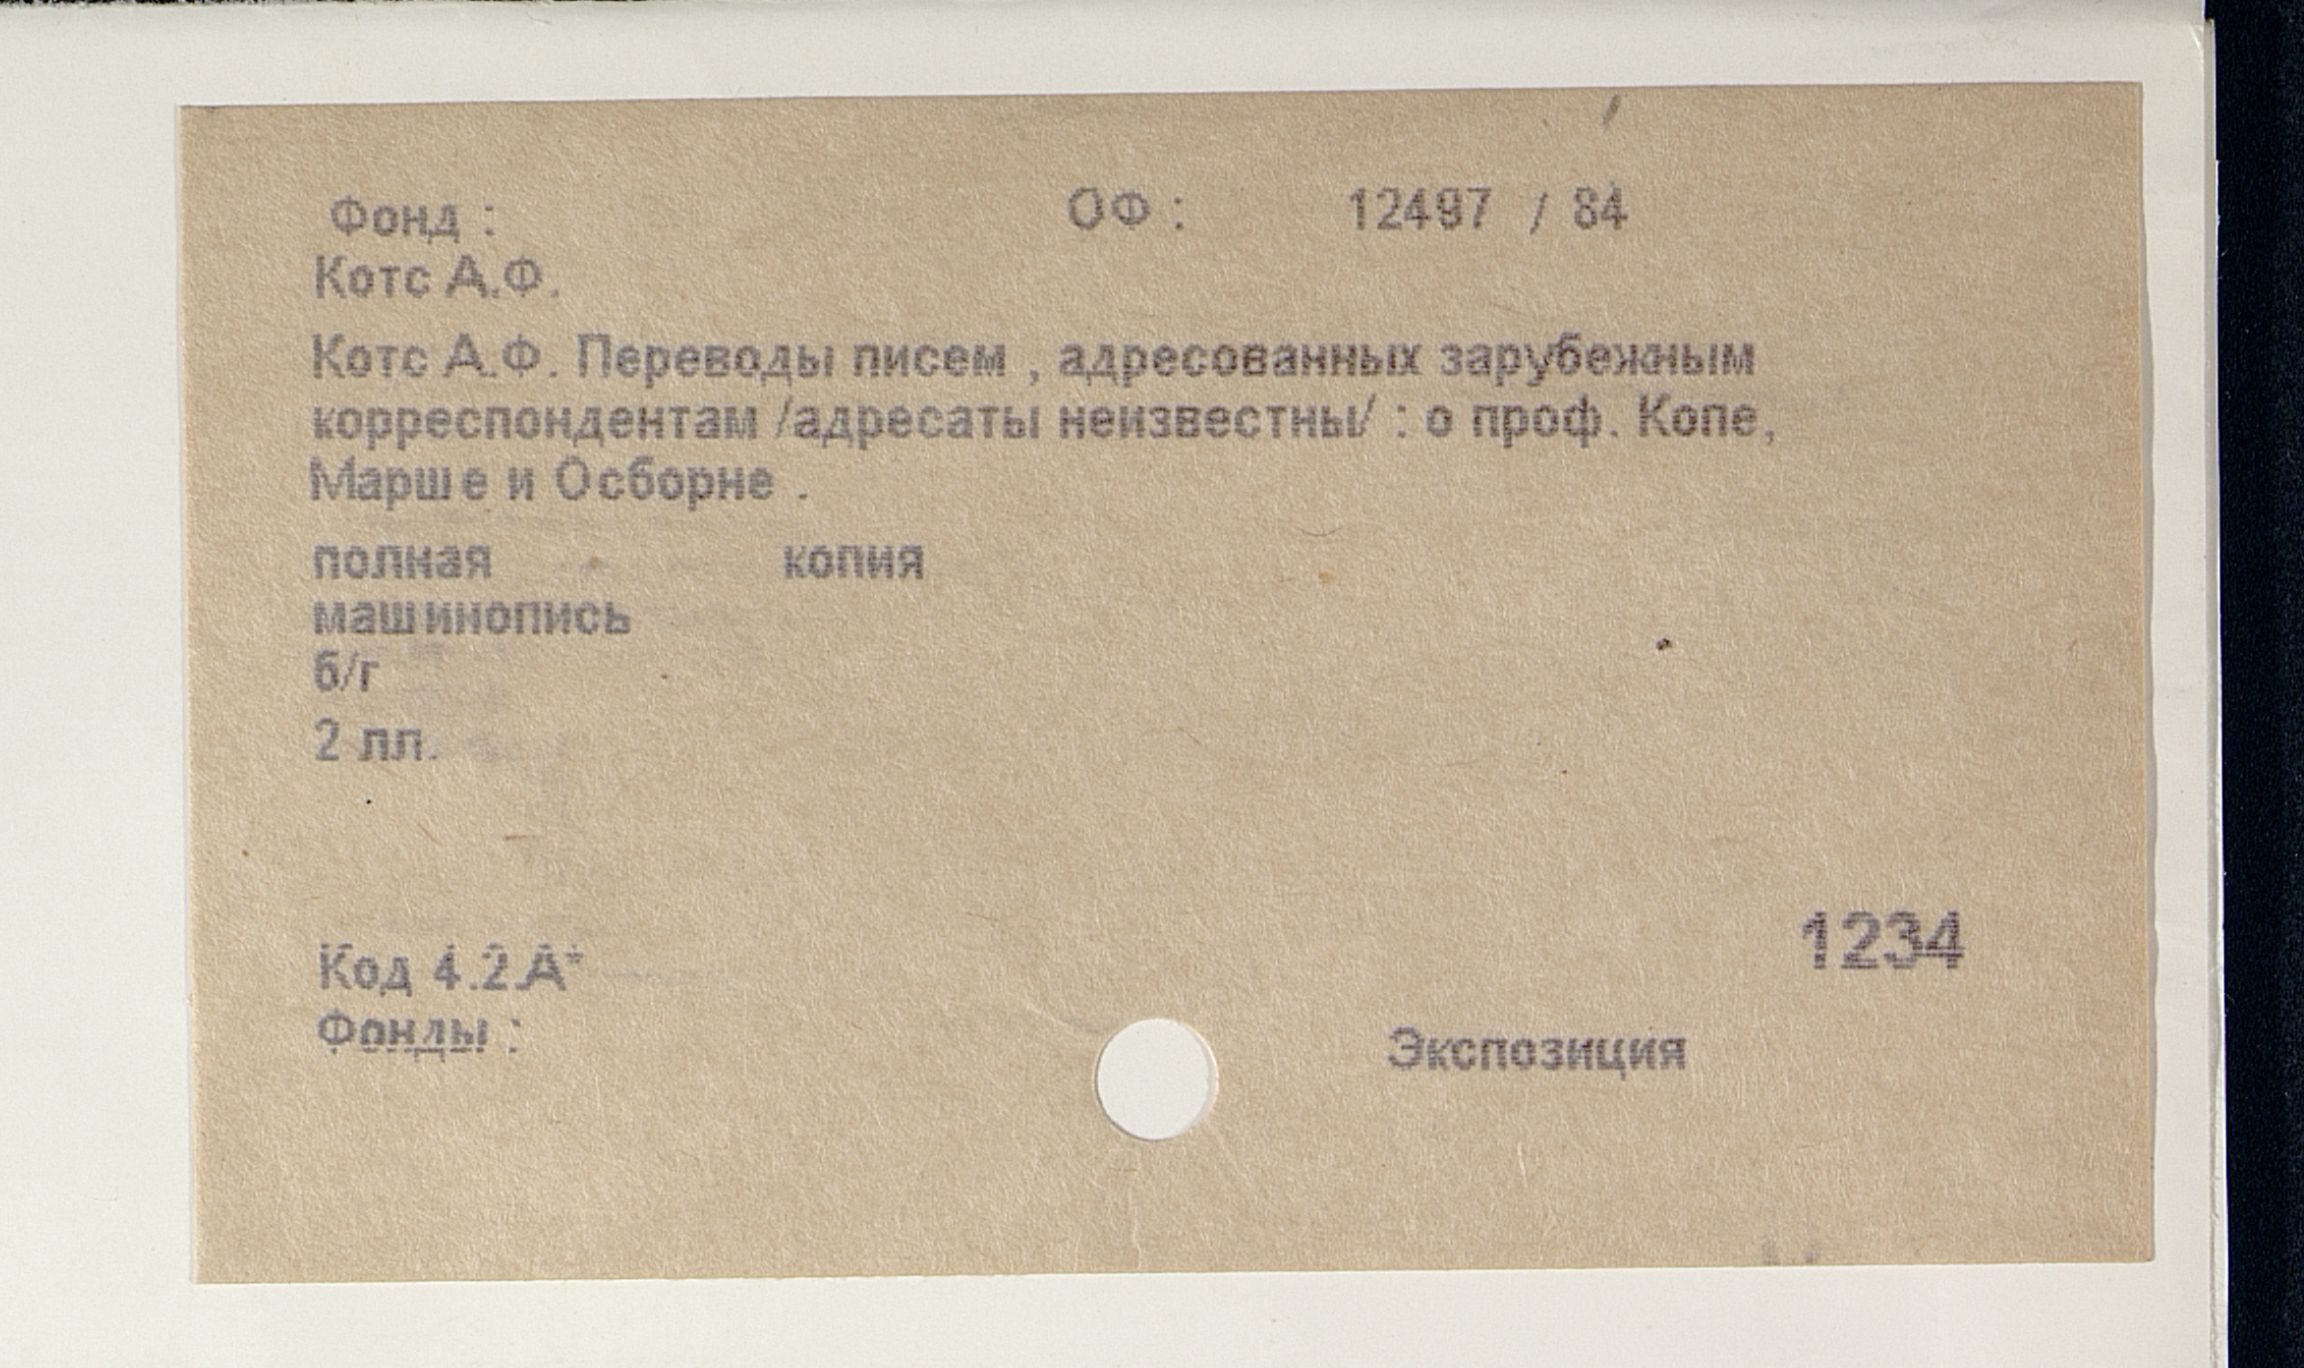 Фонд : ОФ : 12497 / 84
Котс А.Ф.
Котс А.Ф. Переводы писем , адресованных зарубежным
корреспондентам /адресаты неизвестны/ : о проф. Копе,
Марше и Осборне .
полная копия
машинопись
б/г
2 лл.
1234
Код 4.2.А*
Фонды : Экспозиция